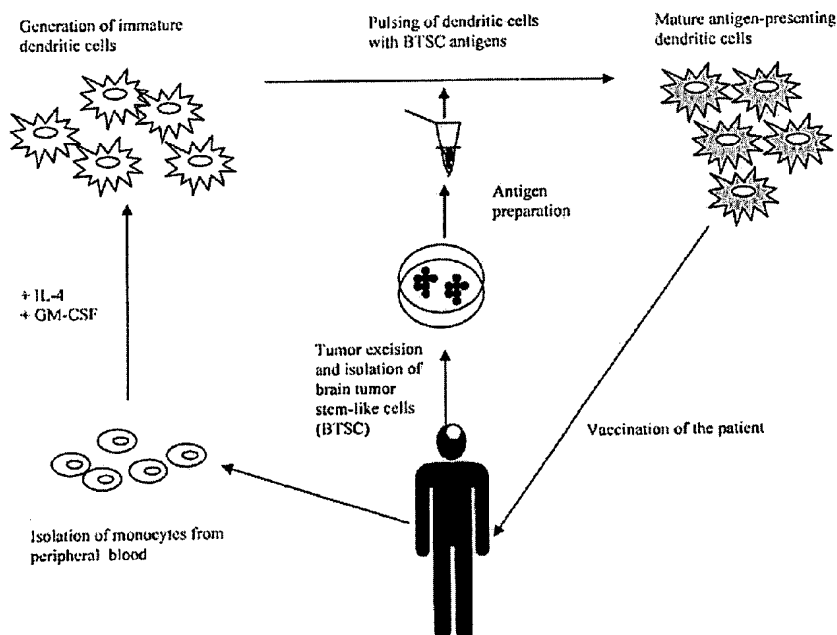 Generation of immature
dendritic cells
Pulsing of dendritic cells
with BTSC antigens
Mature antigen-presenting
dendritic cells
Antigen
preparation
+ IL-4
+ GM-CSF
Tumor excision
and isolation of
brain tumor
stem-like cells
(BTSC)
Vaccination of the patient
Isolation of monocytes from
peripheral blood